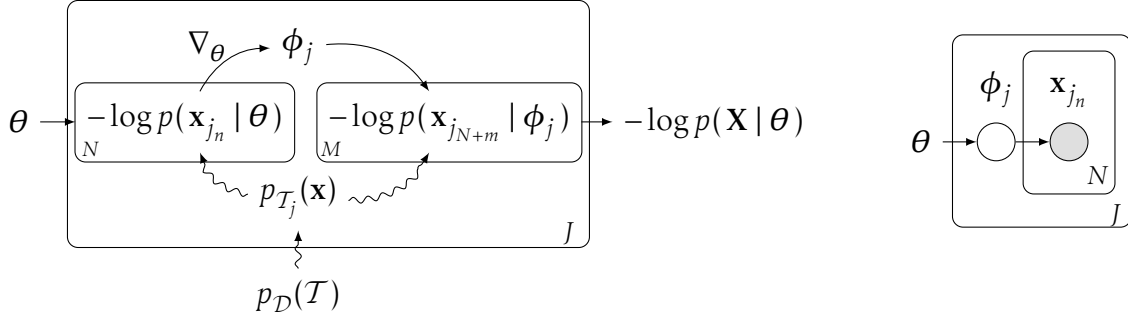 ∇θ ϕj
θ −log p(xjn | θ) −log p(xjN+m | ϕj) −log p(X | θ)
N M
pTj(x)
J
pD(T)
ϕj xjn
θ
N
J